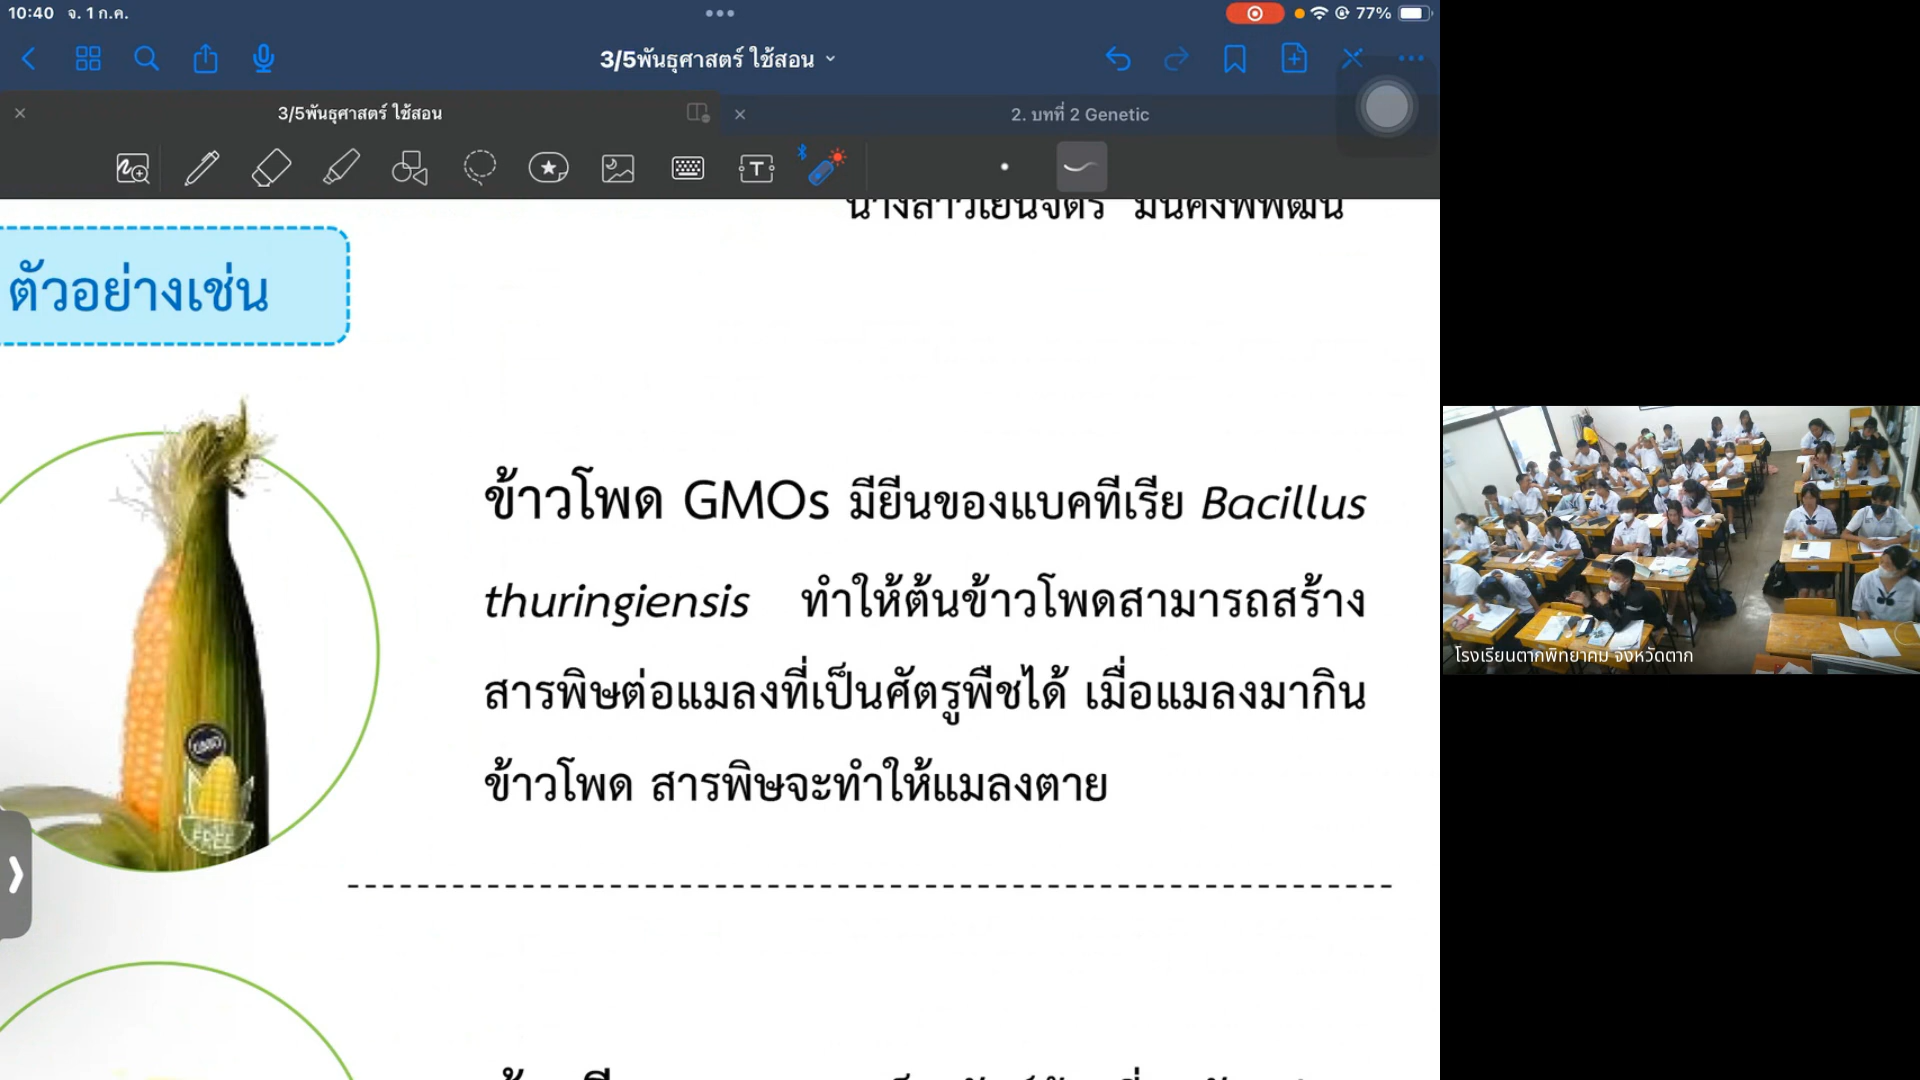 10:40 จ. 1 ก.ค.
77%
3/5พันธุศาสตร์ ใช้สอน
3/5พันธุศาสตร์ ใช้สอน
2. บทที่ 2 Genetic
T
ตัวอย่างเช่น
ข้าวโพด GMOs มียีนของแบคทีเรีย Bacillus
thuringiensis ทำให้ต้นข้าวโพดสามารถสร้าง
สารพิษต่อแมลงที่เป็นศัตรูพืชได้ เมื่อแมลงมากิน
ข้าวโพด สารพิษจะทำให้แมลงตาย
GMO
FREE
โรงเรียนตากพิทยาคม จังหวัดตาก